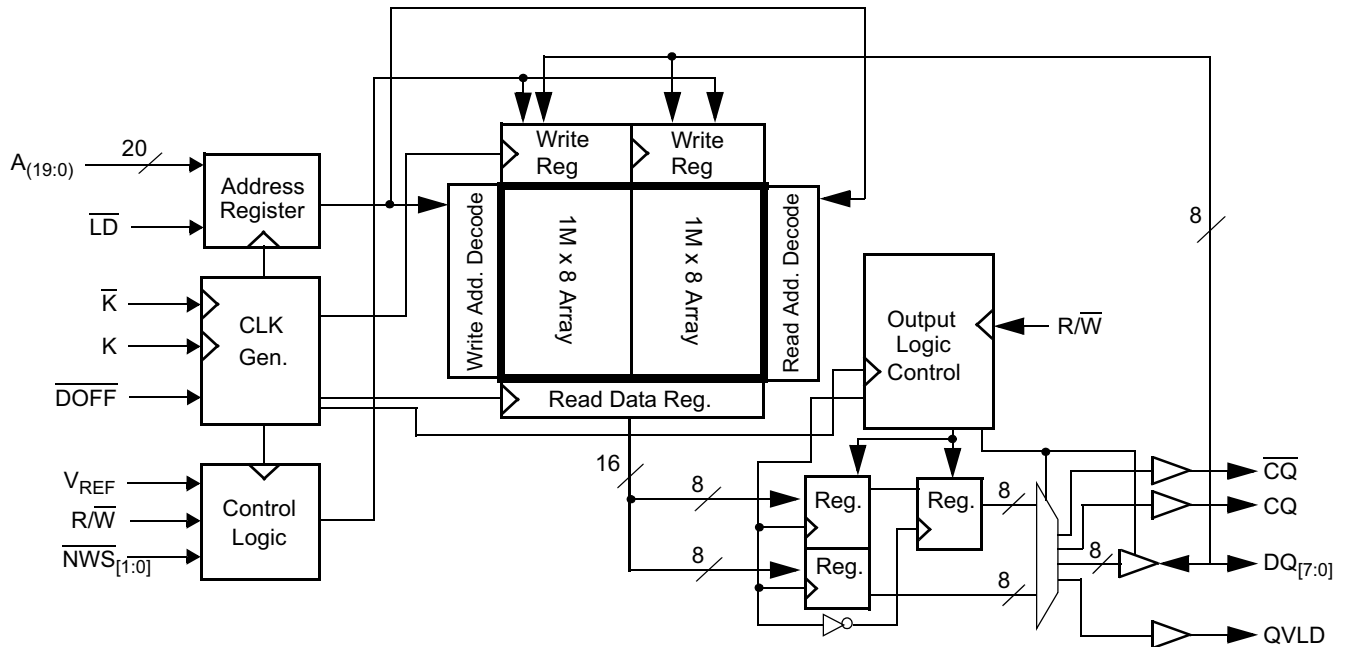 A(19:0)
20
LD
Address
Register
K
K
DOFF
CLK
Gen.
VREF
R/W
NWS[1:0]
Control
Logic
Write
Reg
Write
Reg
Write Add. Decode
1M x 8 Array
1M x 8 Array
Read Add. Decode
Read Data Reg.
16
8
8
Output
Logic
Control
R/W
8
Reg.
Reg.
Reg.
8
8
8
CQ
CQ
DQ[7:0]
QVLD